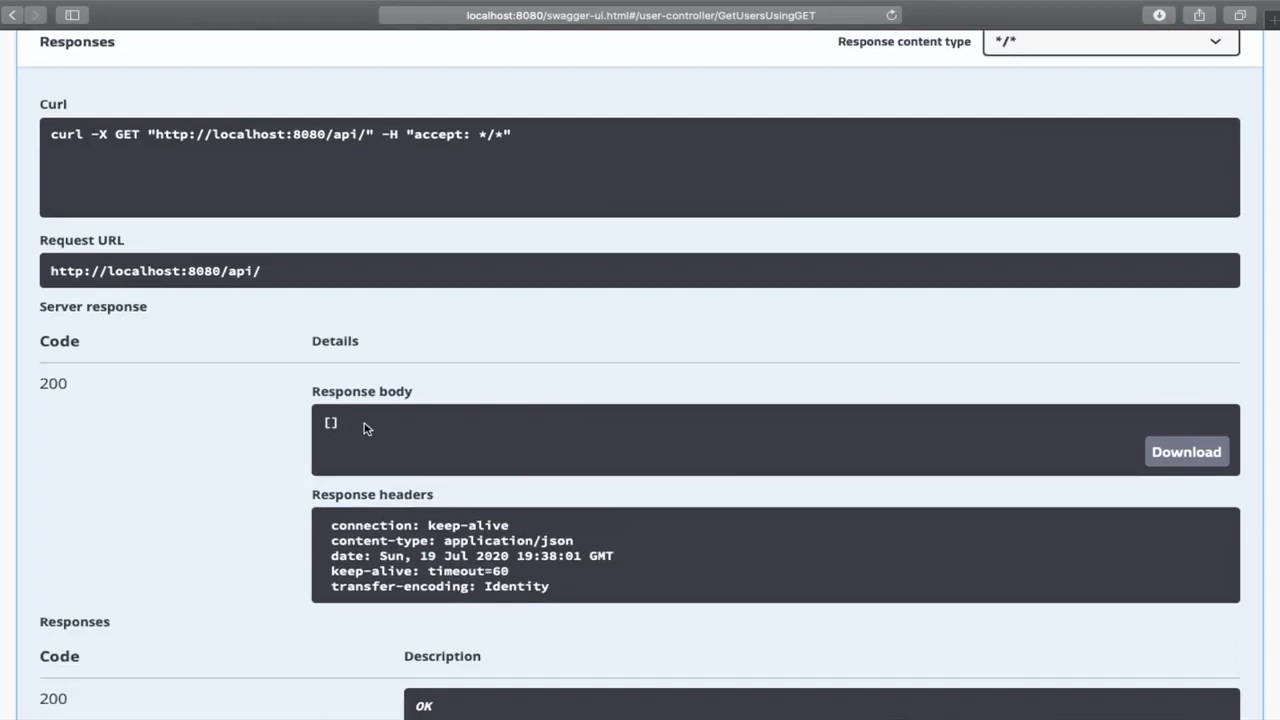 localhost:8080/swagger-ui.html#/user-controller/GetUsersUsingGET
Responses
Response content type
*/*
Curl
curl -X GET "http://localhost:8080/api/" -H "accept: */*"
Request URL
http://localhost:8080/api/
Server response
Code
Details
200
Response body
[]
Download
Response headers
connection: keep-alive
content-type: application/json
date: Sun, 19 Jul 2020 19:38:01 GMT
keep-alive: timeout=60
transfer-encoding: Identity
Responses
Code
Description
200
OK